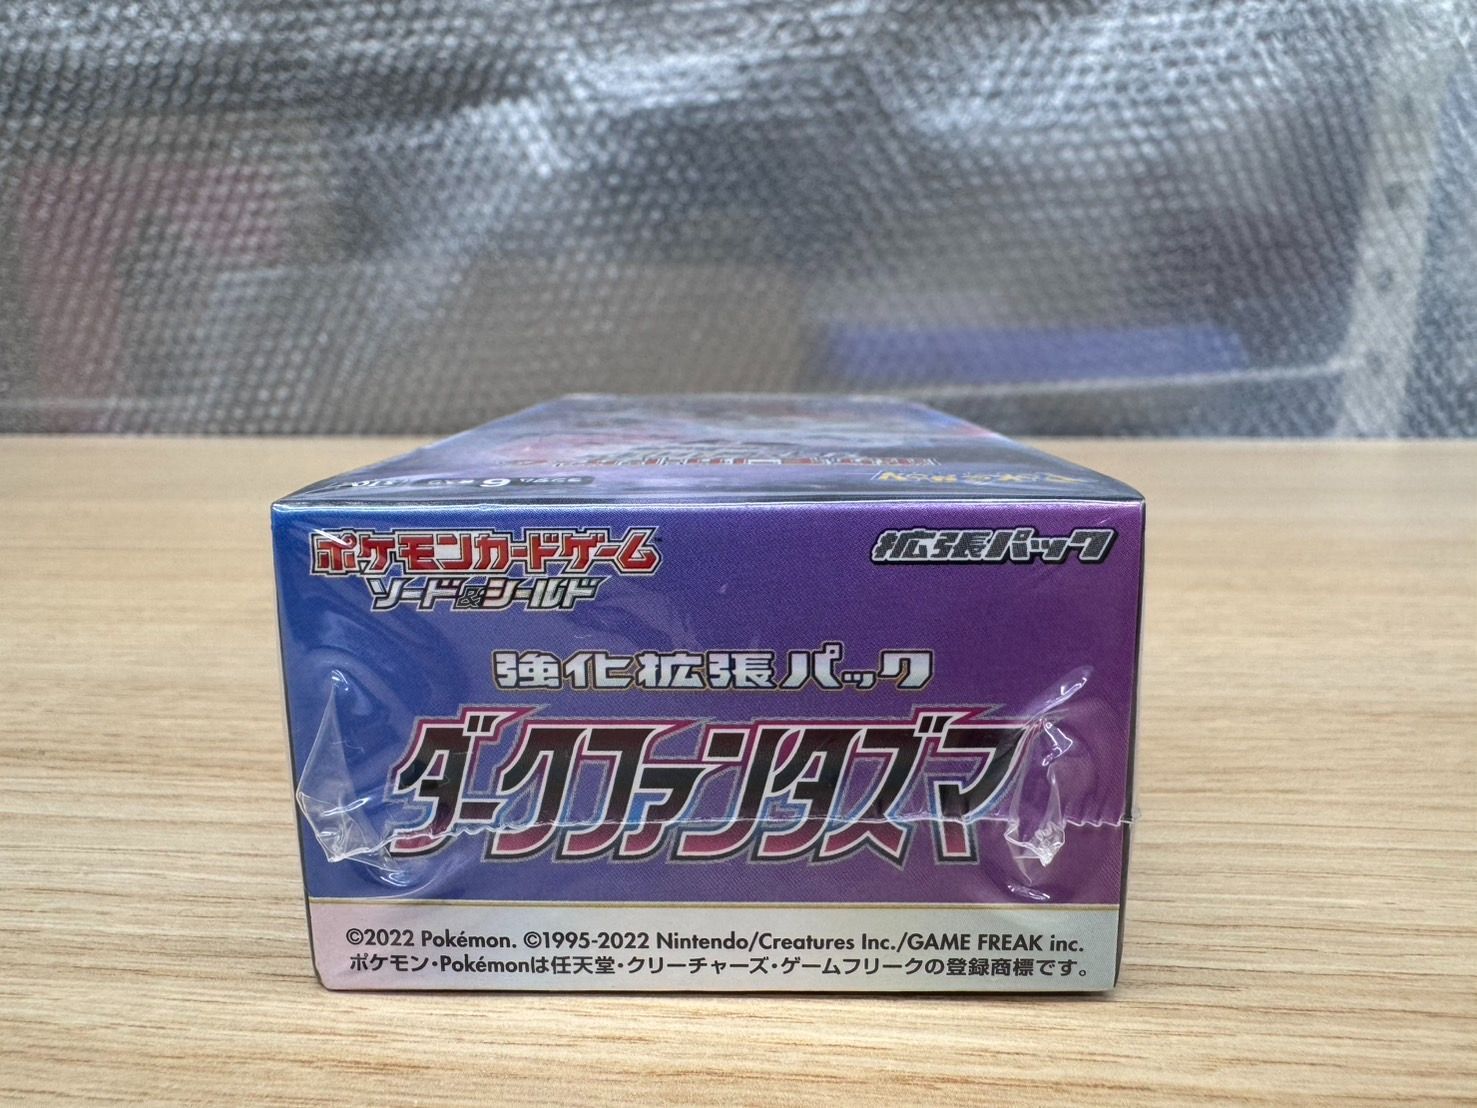 ポケモンカードゲーム
ソード&シールド
拡張パック
強化拡張パック
ダークファンタズマ
©2022 Pokémon. ©1995-2022 Nintendo/Creatures Inc./GAME FREAK inc.
ポケモン・Pokémonは任天堂・クリーチャーズ・ゲームフリークの登録商標です。